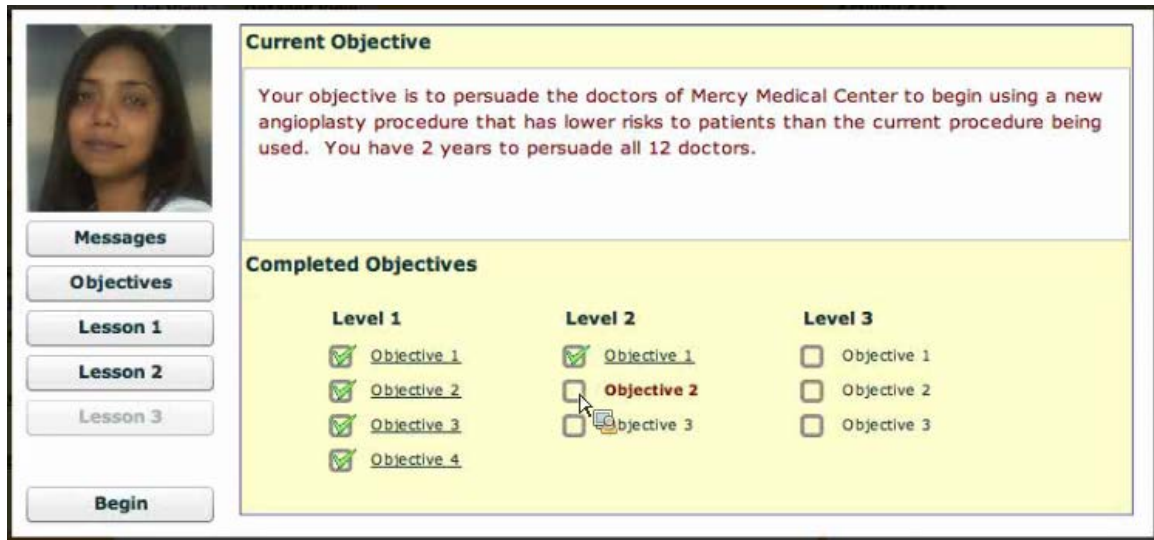 Current Objective
Your objective is to persuade the doctors of Mercy Medical Center to begin using a new
angioplasty procedure that has lower risks to patients than the current procedure being
used. You have 2 years to persuade all 12 doctors.
Messages
Objectives
Lesson 1
Lesson 2
Lesson 3
Begin
Completed Objectives
Level 1
Objective 1
Objective 2
Objective 3
Objective 4
Level 2
Objective 1
Objective 2
Objective 3
Level 3
Objective 1
Objective 2
Objective 3